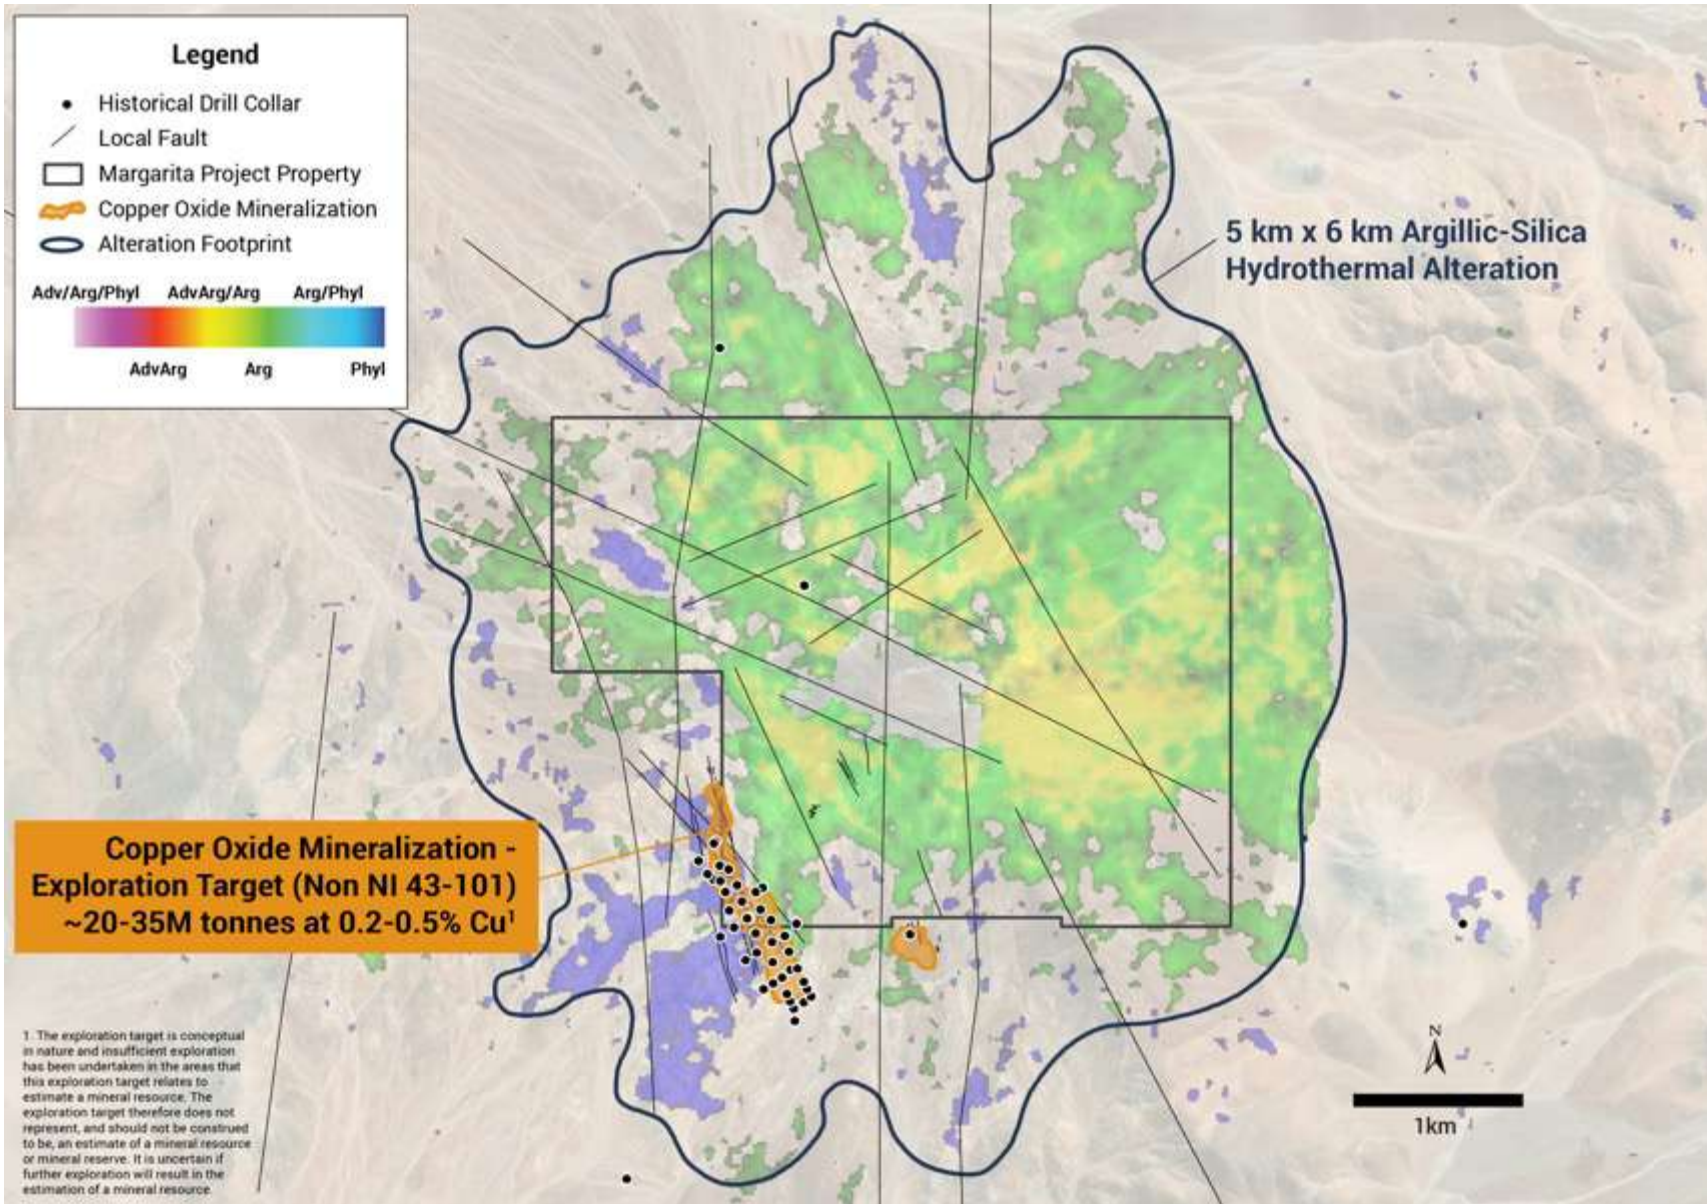 Legend
Historical Drill Collar
Local Fault
Margarita Project Property
Copper Oxide Mineralization
Alteration Footprint
Adv/Arg/Phyl AdvArg/Arg Arg/Phyl
AdvArg Arg Phyl
5 km x 6 km Argillic-Silica
Hydrothermal Alteration
Copper Oxide Mineralization -
Exploration Target (Non NI 43-101)
~20-35M tonnes at 0.2-0.5% Cu¹
1. The exploration target is conceptual
in nature and insufficient exploration
has been undertaken in the areas that
this exploration target relates to
estimate a mineral resource. The
exploration target therefore does not
represent, and should not be construed
to be, an estimate of a mineral resource
or mineral reserve. It is uncertain if
further exploration will result in the
estimation of a mineral resource.
N
1km